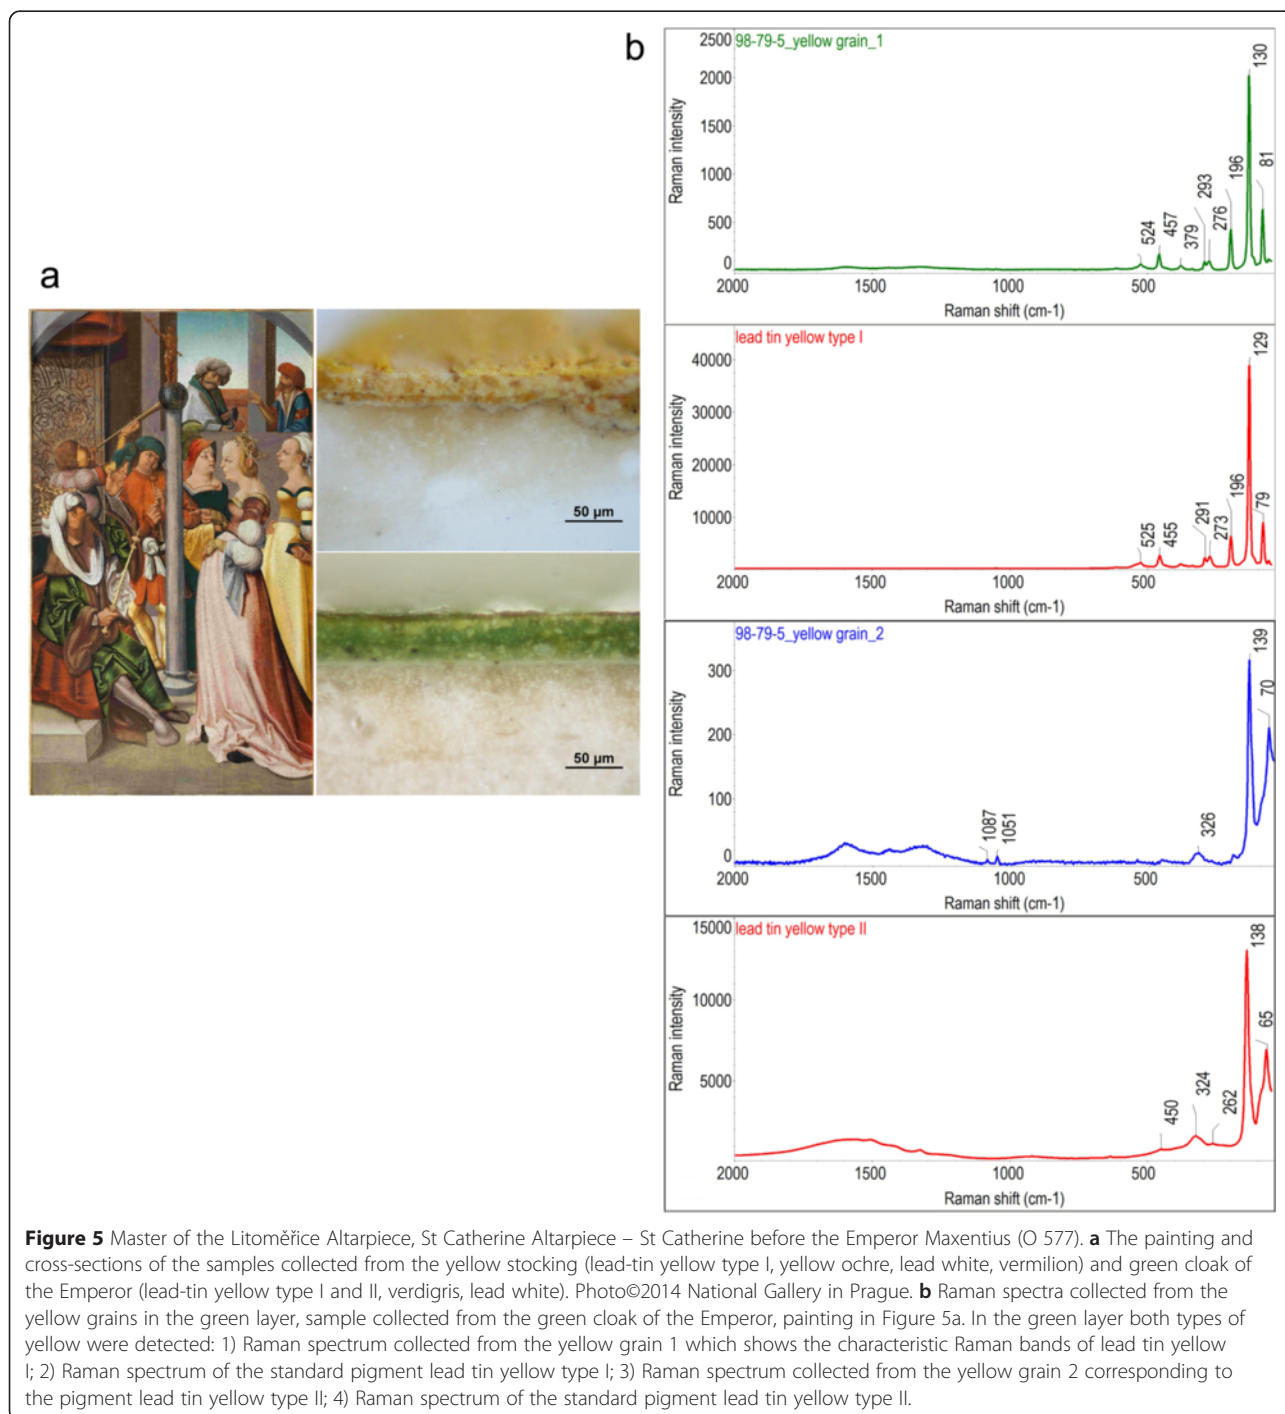 a
50 µm
50 µm
b
98-79-5_yellow grain_1
Raman intensity
2500
2000
1500
1000
500
0
524
457
379
293
276
196
130
81
2000
1500
1000
500
Raman shift (cm-1)
lead tin yellow type I
Raman intensity
40000
30000
20000
10000
525
455
291
273
196
129
79
2000
1500
1000
500
Raman shift (cm-1)
98-79-5_yellow grain_2
Raman intensity
300
200
100
0
1087
1051
326
139
70
2000
1500
1000
500
Raman shift (cm-1)
lead tin yellow type II
Raman intensity
15000
10000
5000
450
324
262
138
65
2000
1500
1000
500
Raman shift (cm-1)
Figure 5 Master of the Litoměřice Altarpiece, St Catherine Altarpiece – St Catherine before the Emperor Maxentius (O 577). a The painting and
cross-sections of the samples collected from the yellow stocking (lead-tin yellow type I, yellow ochre, lead white, vermilion) and green cloak of
the Emperor (lead-tin yellow type I and II, verdigris, lead white). Photo©2014 National Gallery in Prague. b Raman spectra collected from the
yellow grains in the green layer, sample collected from the green cloak of the Emperor, painting in Figure 5a. In the green layer both types of
yellow were detected: 1) Raman spectrum collected from the yellow grain 1 which shows the characteristic Raman bands of lead tin yellow
I; 2) Raman spectrum of the standard pigment lead tin yellow type I; 3) Raman spectrum collected from the yellow grain 2 corresponding to
the pigment lead tin yellow type II; 4) Raman spectrum of the standard pigment lead tin yellow type II.